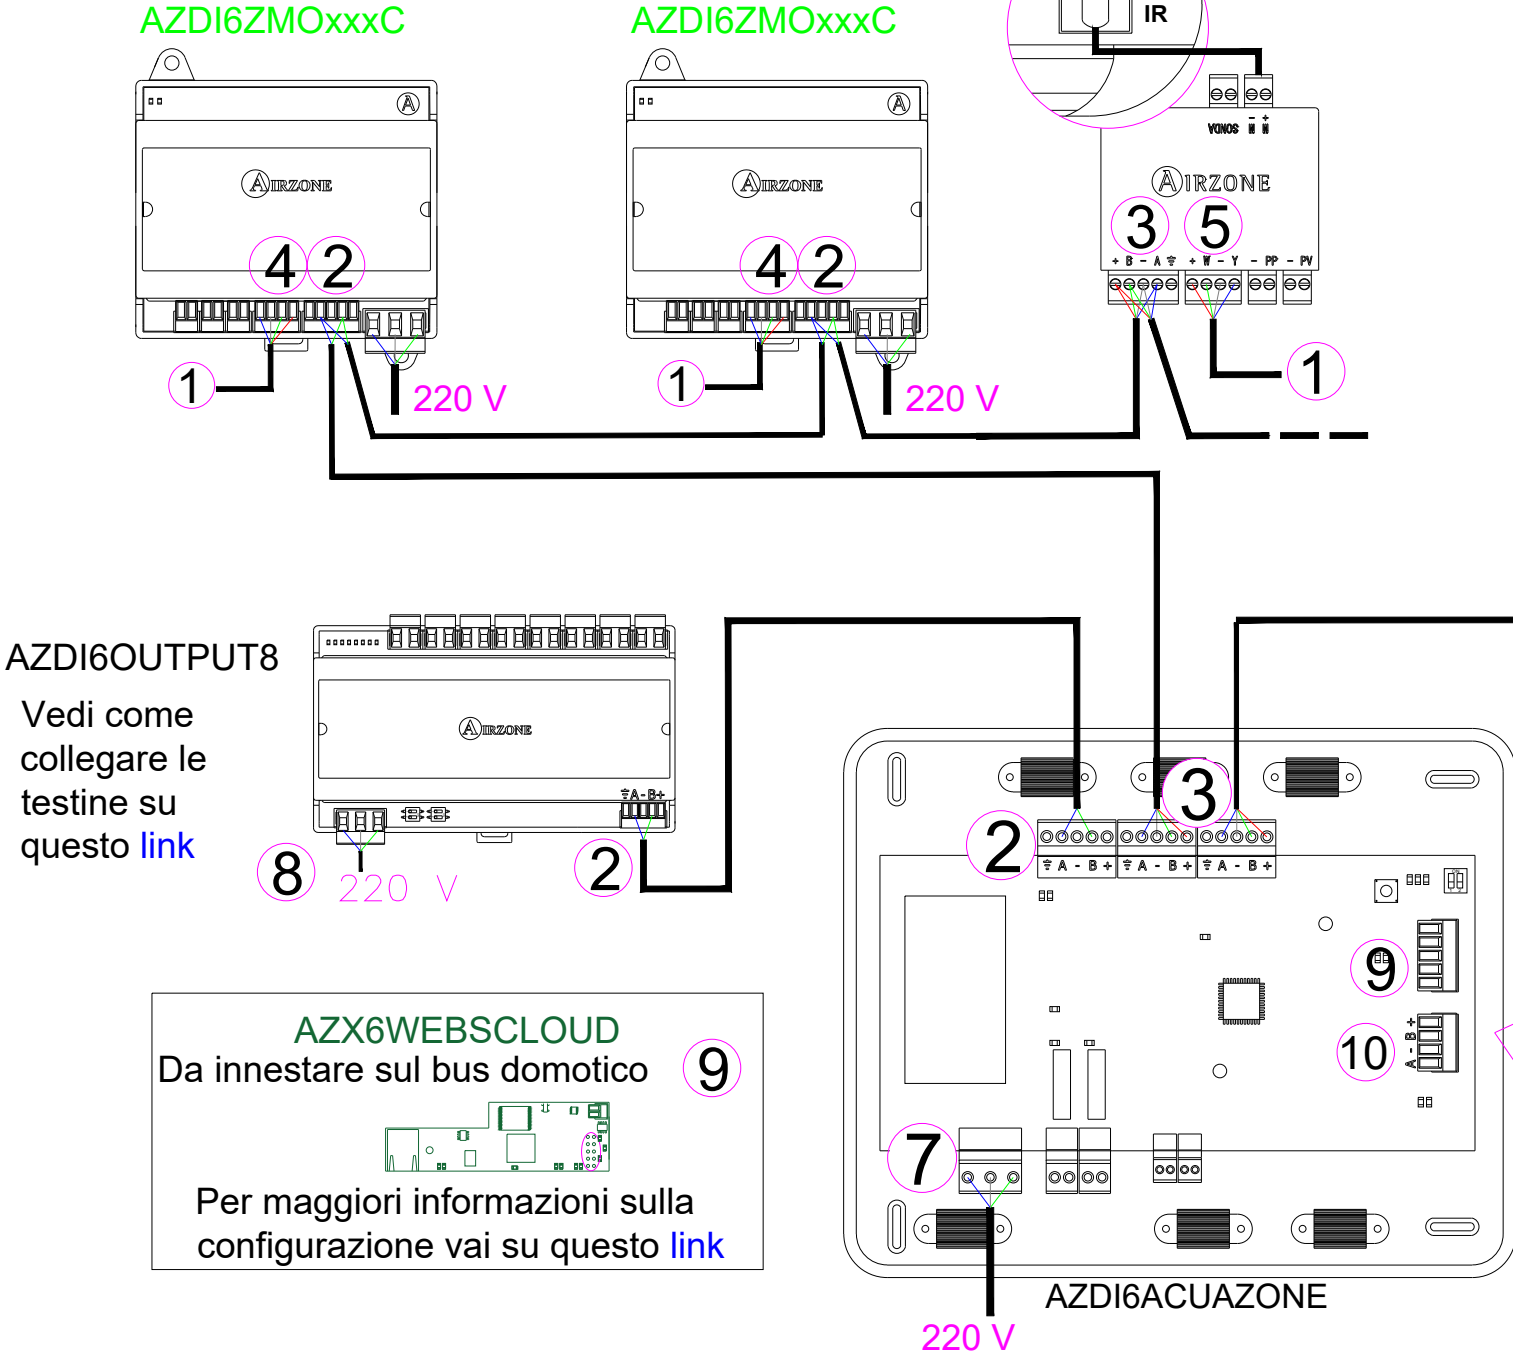 AZDI6ZMOxxxC
AZDI6ZMOxxxC
IR
SONDA N N
- +
AIRZONE
AIRZONE
AIRZONE
4 2
4 2
3 5
+ B - A + W - Y - PP - PV
1
220 V
1
220 V
1
AZDI6OUTPUT8
Vedi come
collegare le
testine su
questo link
AIRZONE
A - B +
8
220 V
2
3
2
A - B + A - B + A - B +
9
+
B
-
A
10
7
220 V
AZDI6ACUAZONE
AZX6WEBSCLOUD
Da innestare sul bus domotico
9
Per maggiori informazioni sulla
configurazione vai su questo link